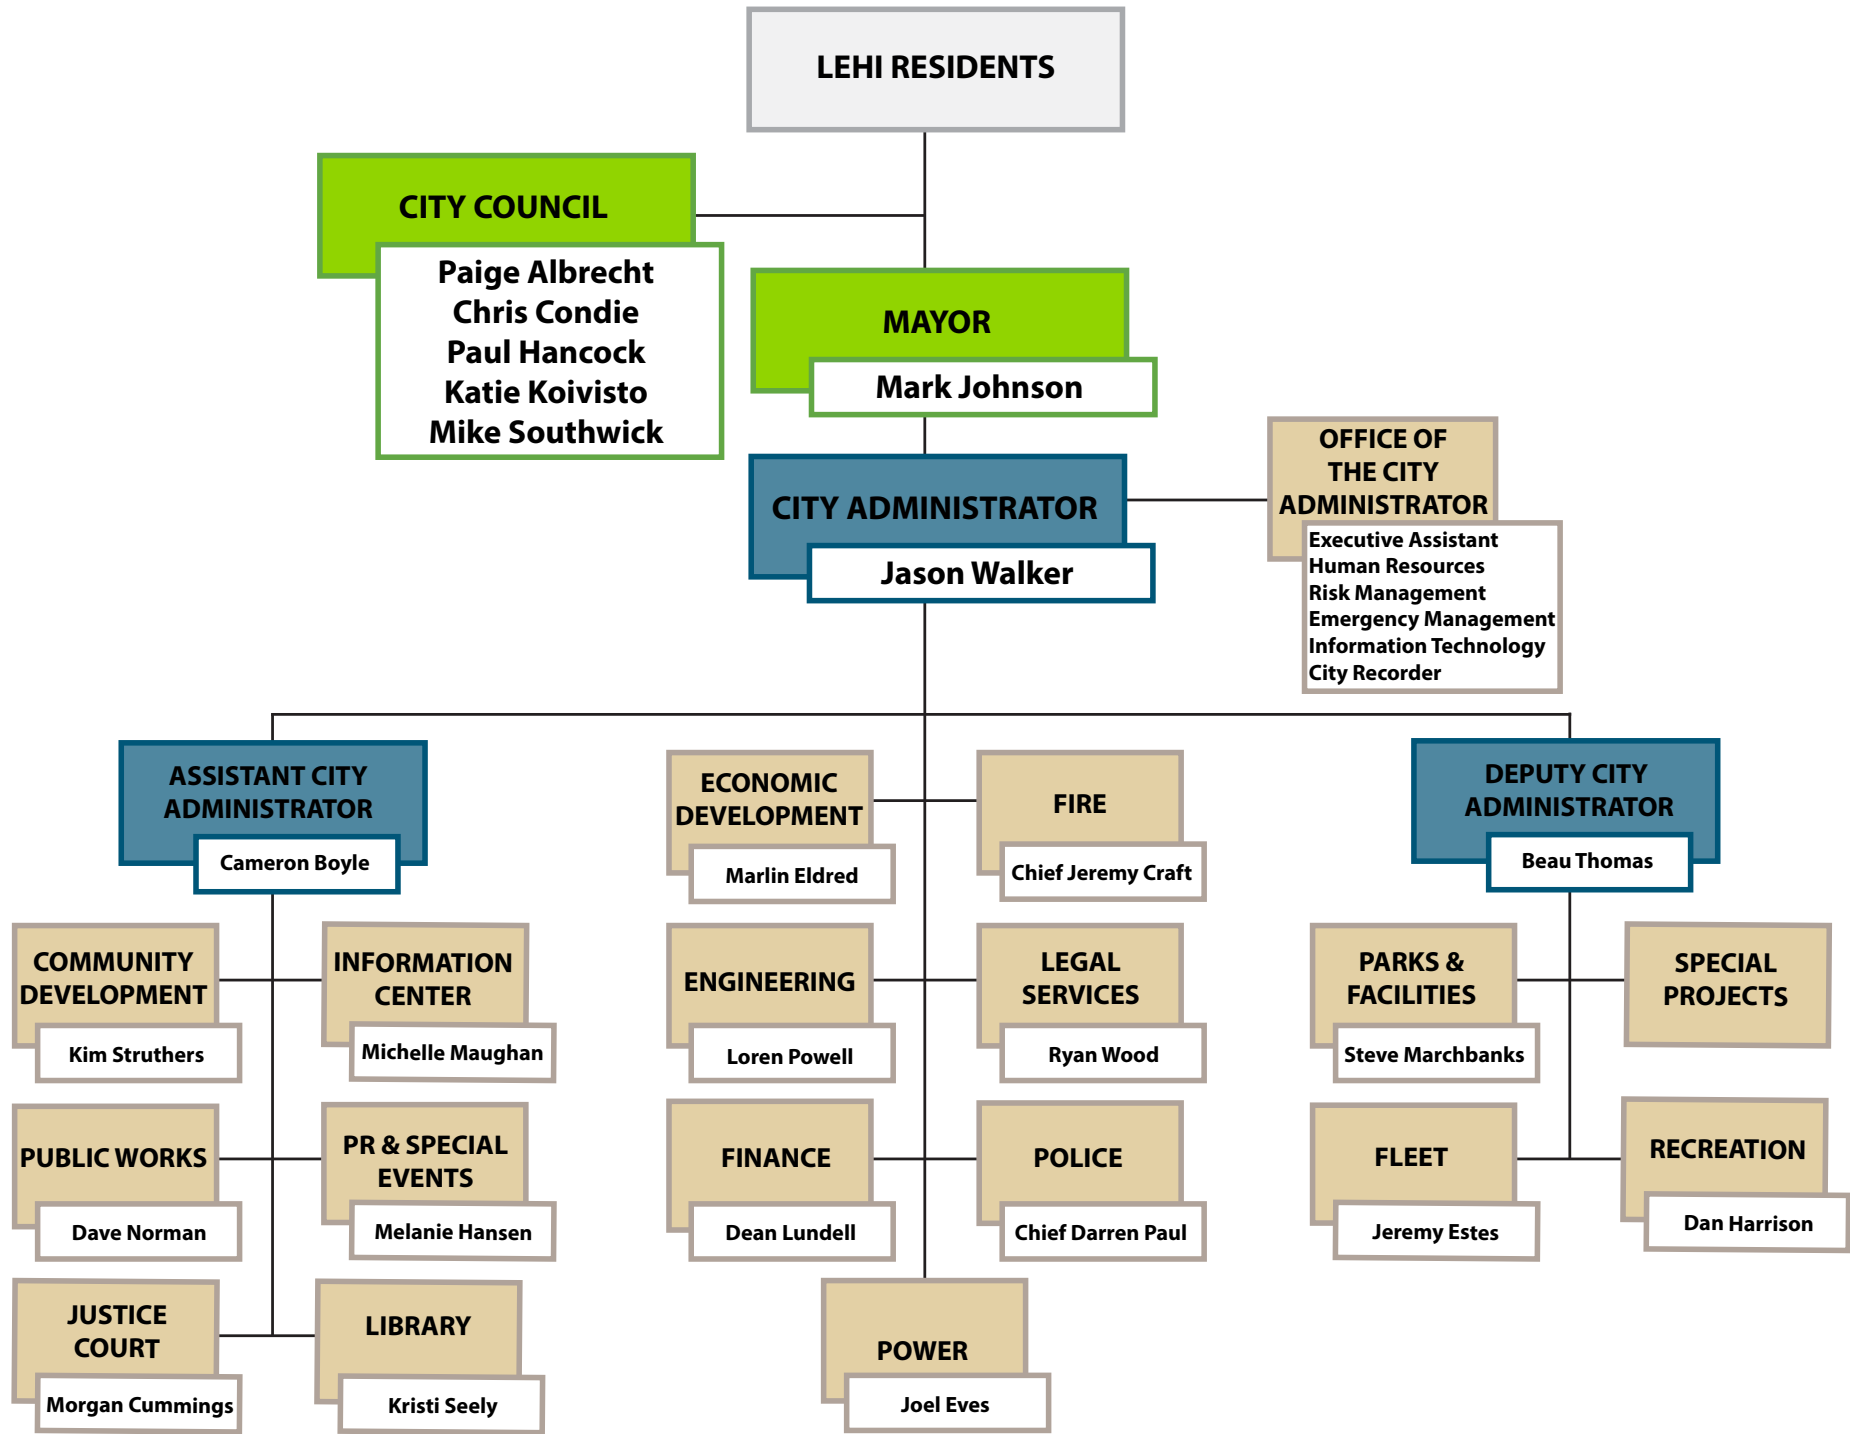 LEHI RESIDENTS
CITY COUNCIL
Paige Albrecht
Chris Condie
Paul Hancock
Katie Koivisto
Mike Southwick
MAYOR
Mark Johnson
CITY ADMINISTRATOR
Jason Walker
OFFICE OF
THE CITY
ADMINISTRATOR
Executive Assistant
Human Resources
Risk Management
Emergency Management
Information Technology
City Recorder
ASSISTANT CITY
ADMINISTRATOR
Cameron Boyle
COMMUNITY
DEVELOPMENT
Kim Struthers
INFORMATION
CENTER
Michelle Maughan
PUBLIC WORKS
Dave Norman
PR & SPECIAL
EVENTS
Melanie Hansen
JUSTICE
COURT
Morgan Cummings
LIBRARY
Kristi Seely
ECONOMIC
DEVELOPMENT
Marlin Eldred
FIRE
Chief Jeremy Craft
ENGINEERING
Loren Powell
LEGAL
SERVICES
Ryan Wood
FINANCE
Dean Lundell
POLICE
Chief Darren Paul
POWER
Joel Eves
DEPUTY CITY
ADMINISTRATOR
Beau Thomas
PARKS &
FACILITIES
Steve Marchbanks
SPECIAL
PROJECTS
FLEET
Jeremy Estes
RECREATION
Dan Harrison